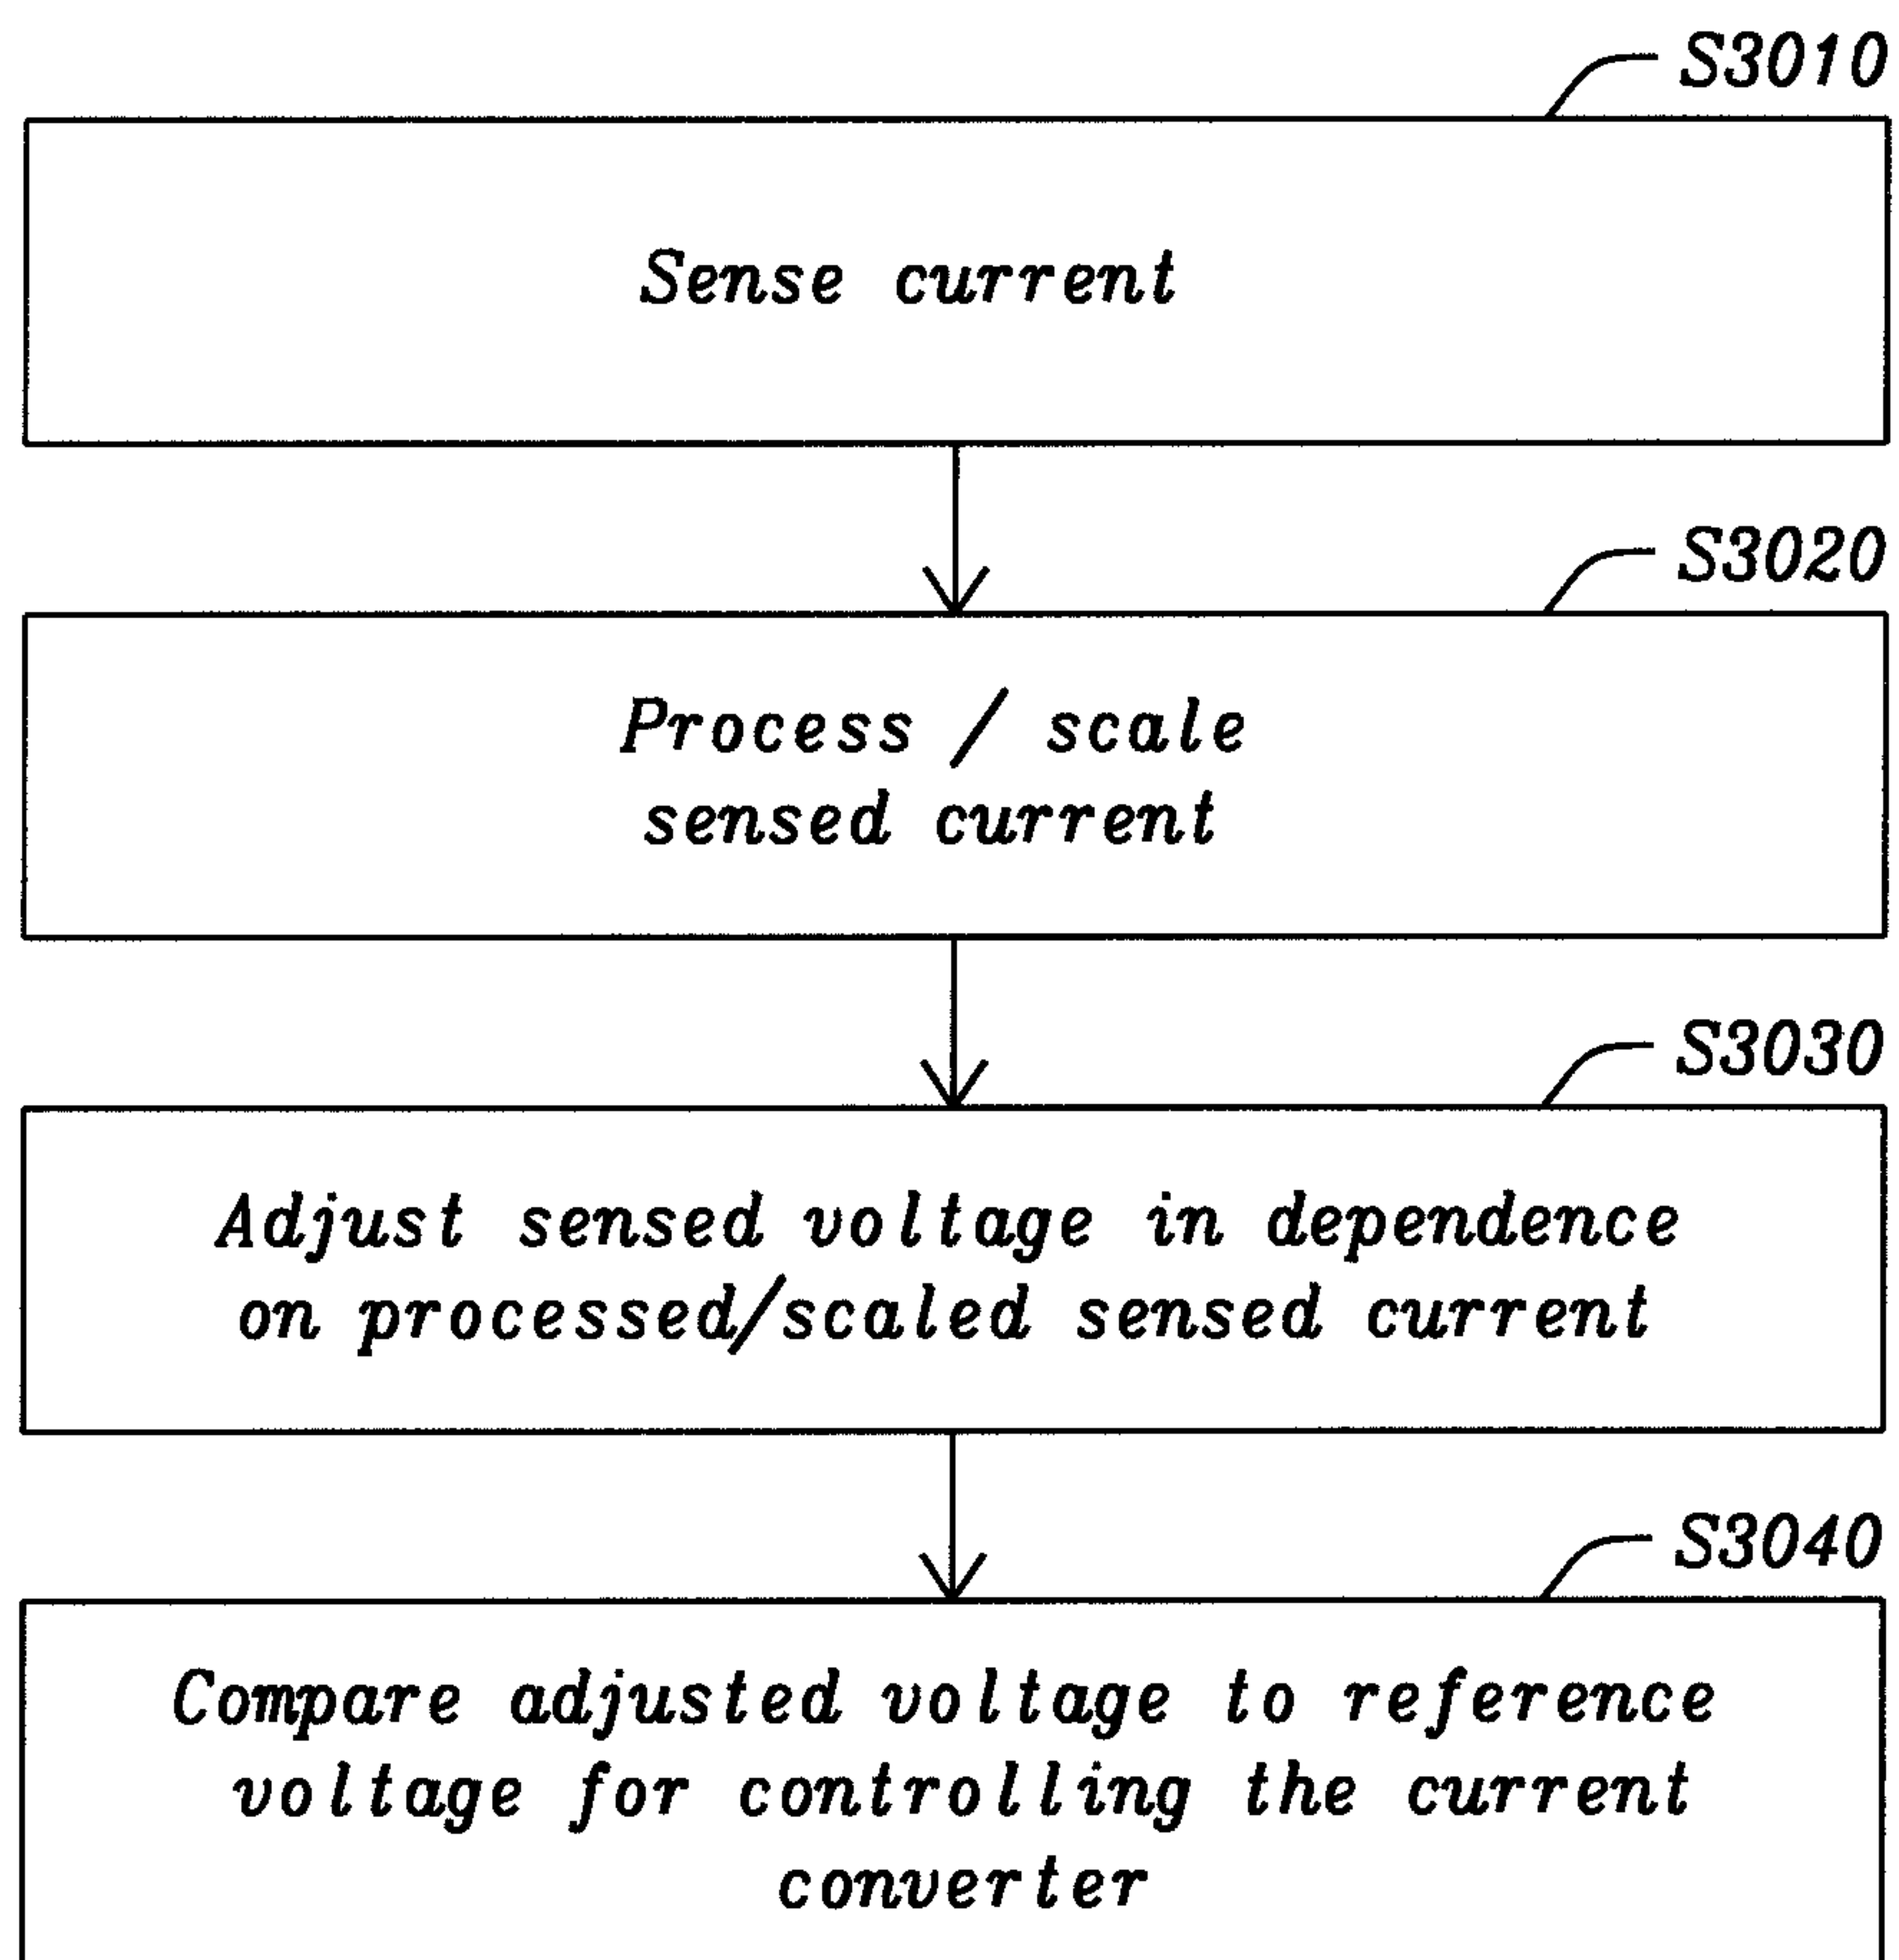 S3010
Sense current
S3020
Process / scale
sensed current
S3030
Adjust sensed voltage in dependence
on processed/scaled sensed current
S3040
Compare adjusted voltage to reference
voltage for controlling the current
converter